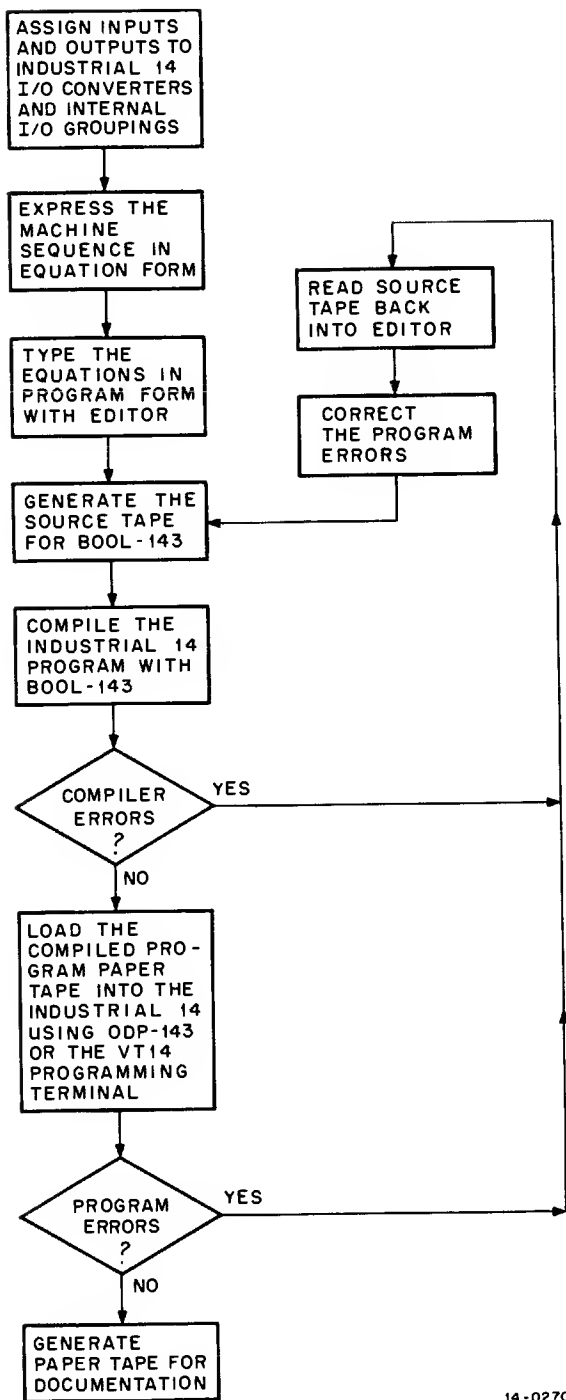 ASSIGN INPUTS
AND OUTPUTS TO
INDUSTRIAL 14
I/O CONVERTERS
AND INTERNAL
I/O GROUPINGS
EXPRESS THE
MACHINE
SEQUENCE IN
EQUATION FORM
READ SOURCE
TAPE BACK
INTO EDITOR
TYPE THE
EQUATIONS IN
PROGRAM FORM
WITH EDITOR
CORRECT
THE PROGRAM
ERRORS
GENERATE THE
SOURCE TAPE
FOR BOOL-143
COMPILE THE
INDUSTRIAL 14
PROGRAM WITH
BOOL-143
COMPILER
ERRORS
?
YES
NO
LOAD THE
COMPILED PRO-
GRAM PAPER
TAPE INTO THE
INDUSTRIAL 14
USING ODP-143
OR THE VT14
PROGRAMMING
TERMINAL
PROGRAM
ERRORS
?
YES
NO
GENERATE
PAPER TAPE FOR
DOCUMENTATION
14-0270